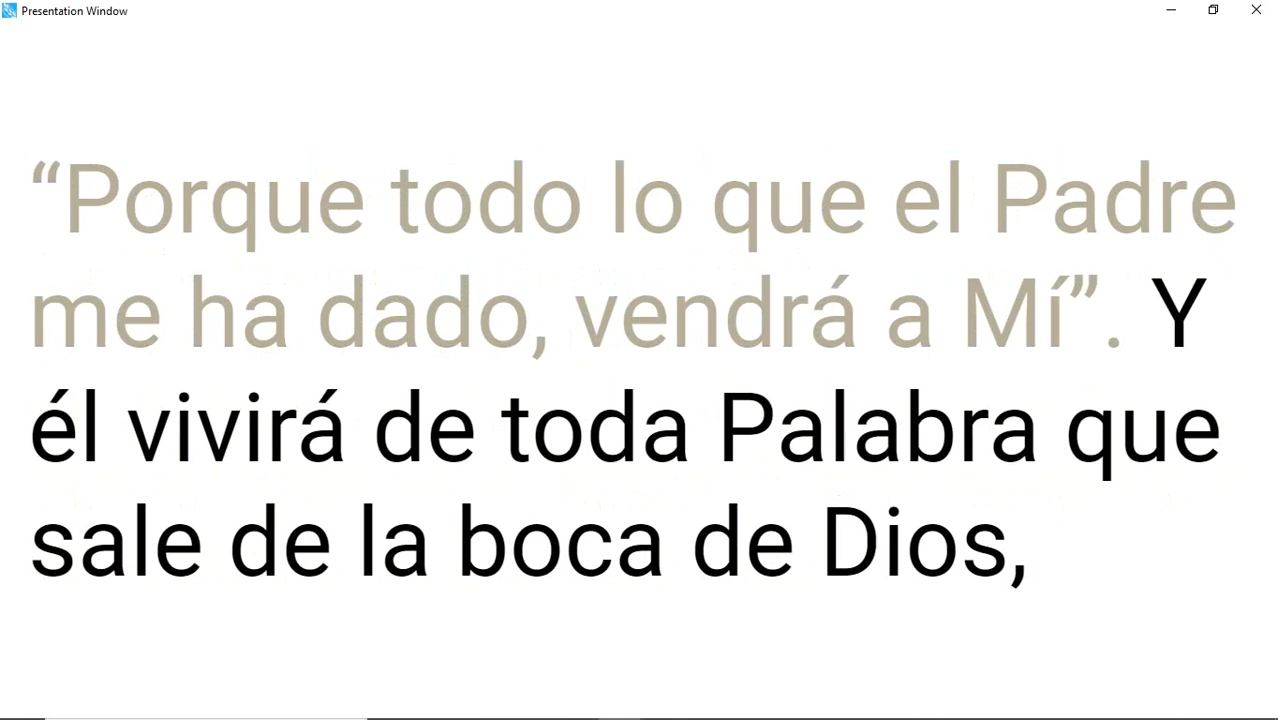 Presentation Window
“Porque todo lo que el Padre
me ha dado, vendrá a Mí”. Y
él vivirá de toda Palabra que
sale de la boca de Dios,